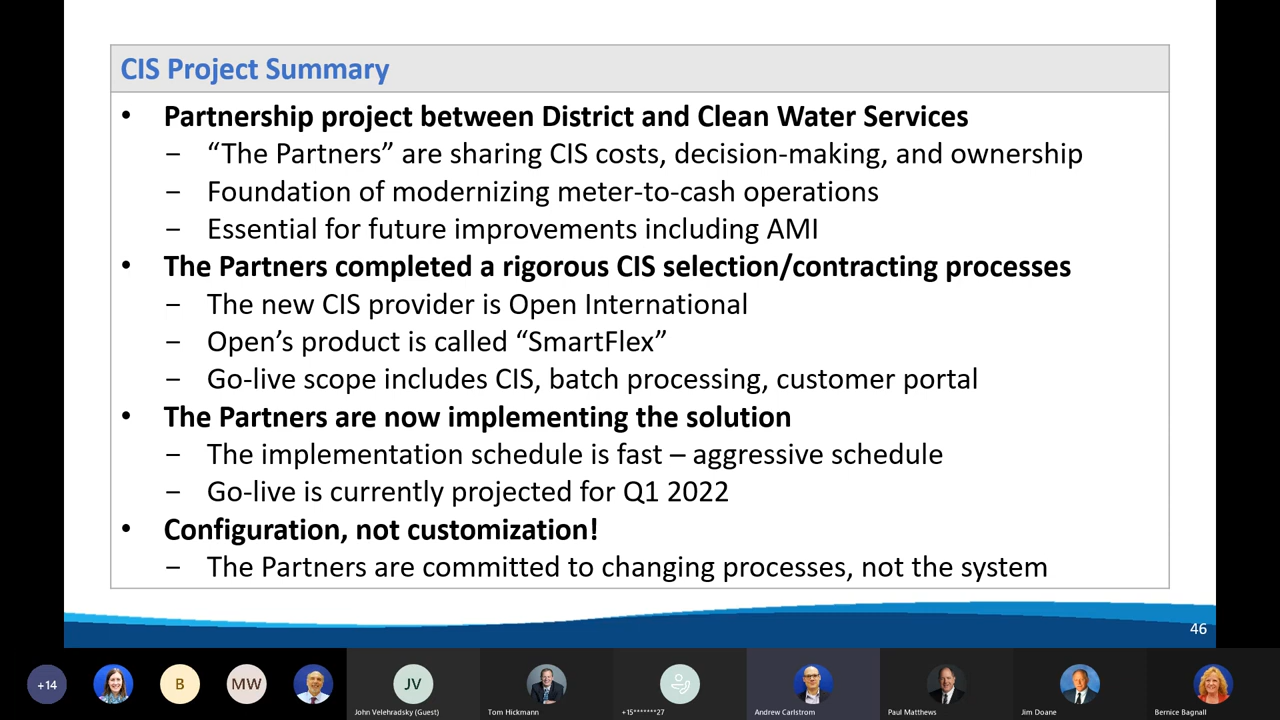 CIS Project Summary
• Partnership project between District and Clean Water Services
– “The Partners” are sharing CIS costs, decision-making, and ownership
– Foundation of modernizing meter-to-cash operations
– Essential for future improvements including AMI
• The Partners completed a rigorous CIS selection/contracting processes
– The new CIS provider is Open International
– Open’s product is called “SmartFlex”
– Go-live scope includes CIS, batch processing, customer portal
• The Partners are now implementing the solution
– The implementation schedule is fast – aggressive schedule
– Go-live is currently projected for Q1 2022
• Configuration, not customization!
– The Partners are committed to changing processes, not the system
46
+14
B
MW
JV
John Velehradsky (Guest)
Tom Hickmann
+15*******27
Andrew Carlstrom
Paul Matthews
Jim Doane
Bernice Bagnall